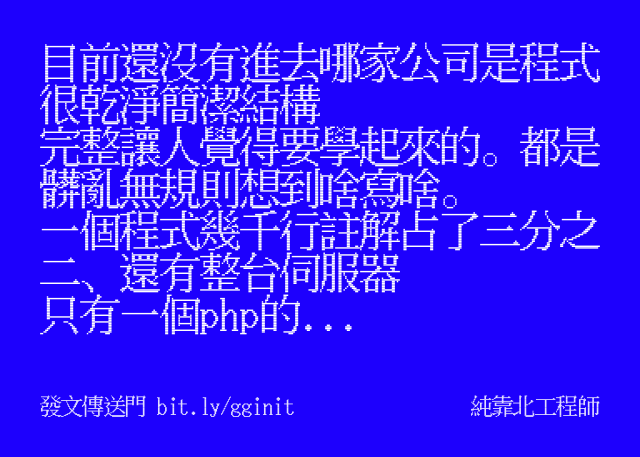 目前還沒有進去哪家公司是程式
很乾淨簡潔結構
完整讓人覺得要學起來的。都是
髒亂無規則想到啥寫啥。
一個程式幾千行註解占了三分之
二、還有整台伺服器
只有一個php的...
發文傳送門 bit.ly/gginit
純靠北工程師